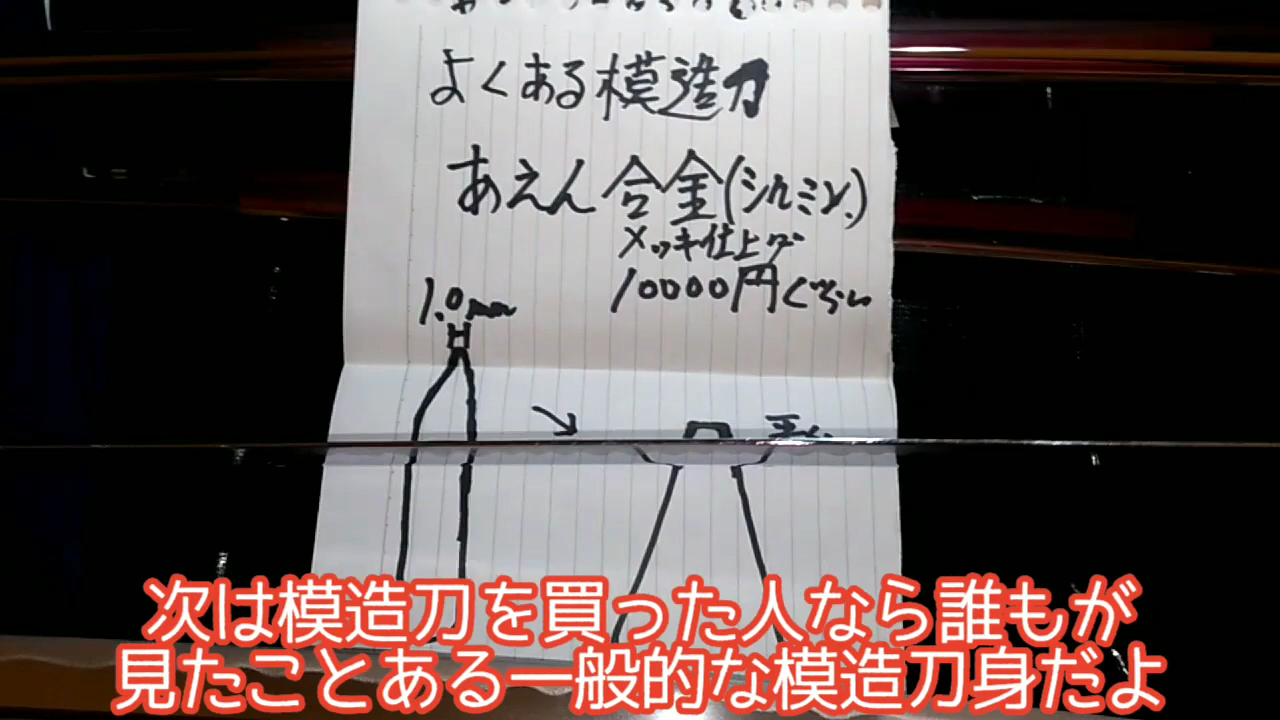 よくある模造刀
あえん合金(シルミン)
メッキ仕上ゲ
10000円ぐらい
1.0mm
次は模造刀を買った人なら誰もが
見たことある一般的な模造刀身だよ